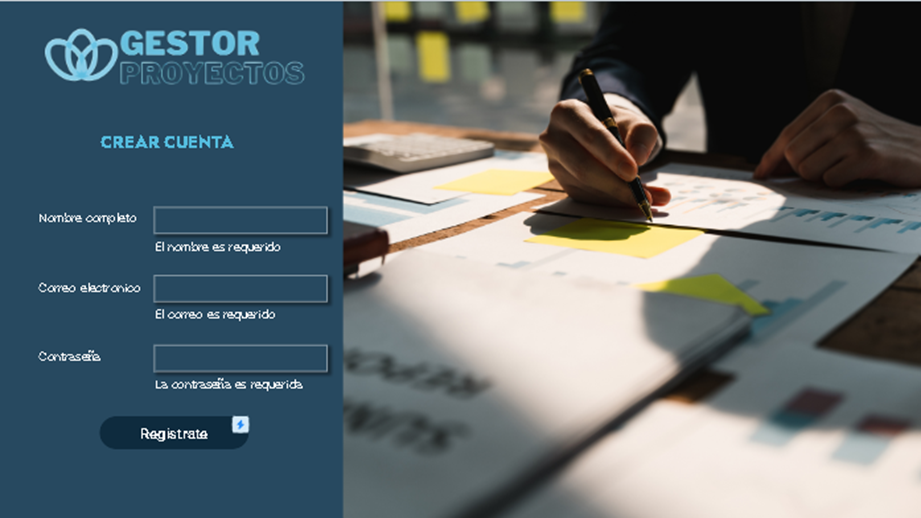 GESTOR
PROYECTOS
CREAR CUENTA
Nombre completo
El nombre es requerido
Correo electronico
El correo es requerido
Contraseña
La contraseña es requerida
Registrate